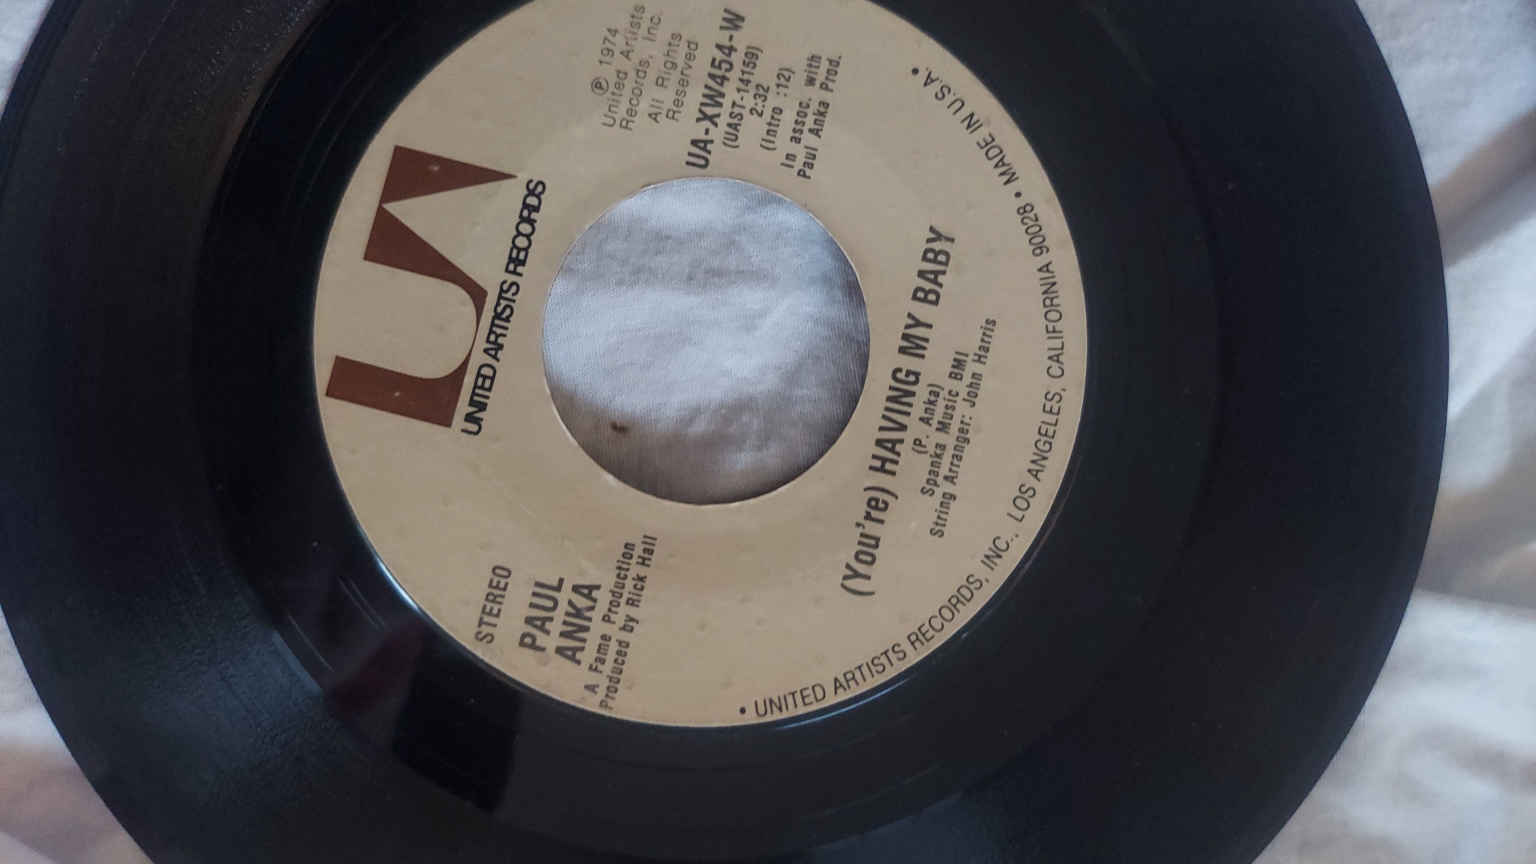 UNITED ARTISTS RECORDS
STEREO
PAUL
ANKA
A Fame Production
Produced by Rick Hall
℗ 1974
United Artists
Records, Inc.
All Rights
Reserved
UA-XW454-W
(UAST-14159)
2:32
(Intro :12)
In assoc. with
Paul Anka Prod.
(You're) HAVING MY BABY
(P. Anka)
Spanka Music BMI
String Arranger: John Harris
• UNITED ARTISTS RECORDS, INC., LOS ANGELES, CALIFORNIA 90028 • MADE IN U.S.A. •